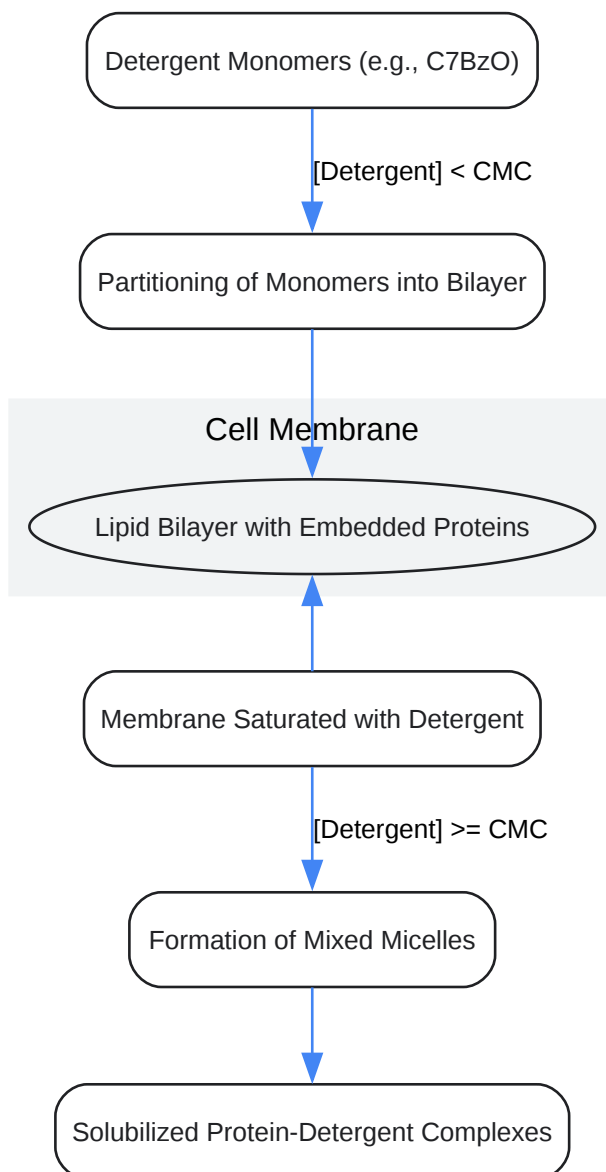 Detergent Monomers (e.g., C7BzO)
[Detergent] < CMC
Partitioning of Monomers into Bilayer
Cell Membrane
Lipid Bilayer with Embedded Proteins
Membrane Saturated with Detergent
[Detergent] >= CMC
Formation of Mixed Micelles
Solubilized Protein-Detergent Complexes